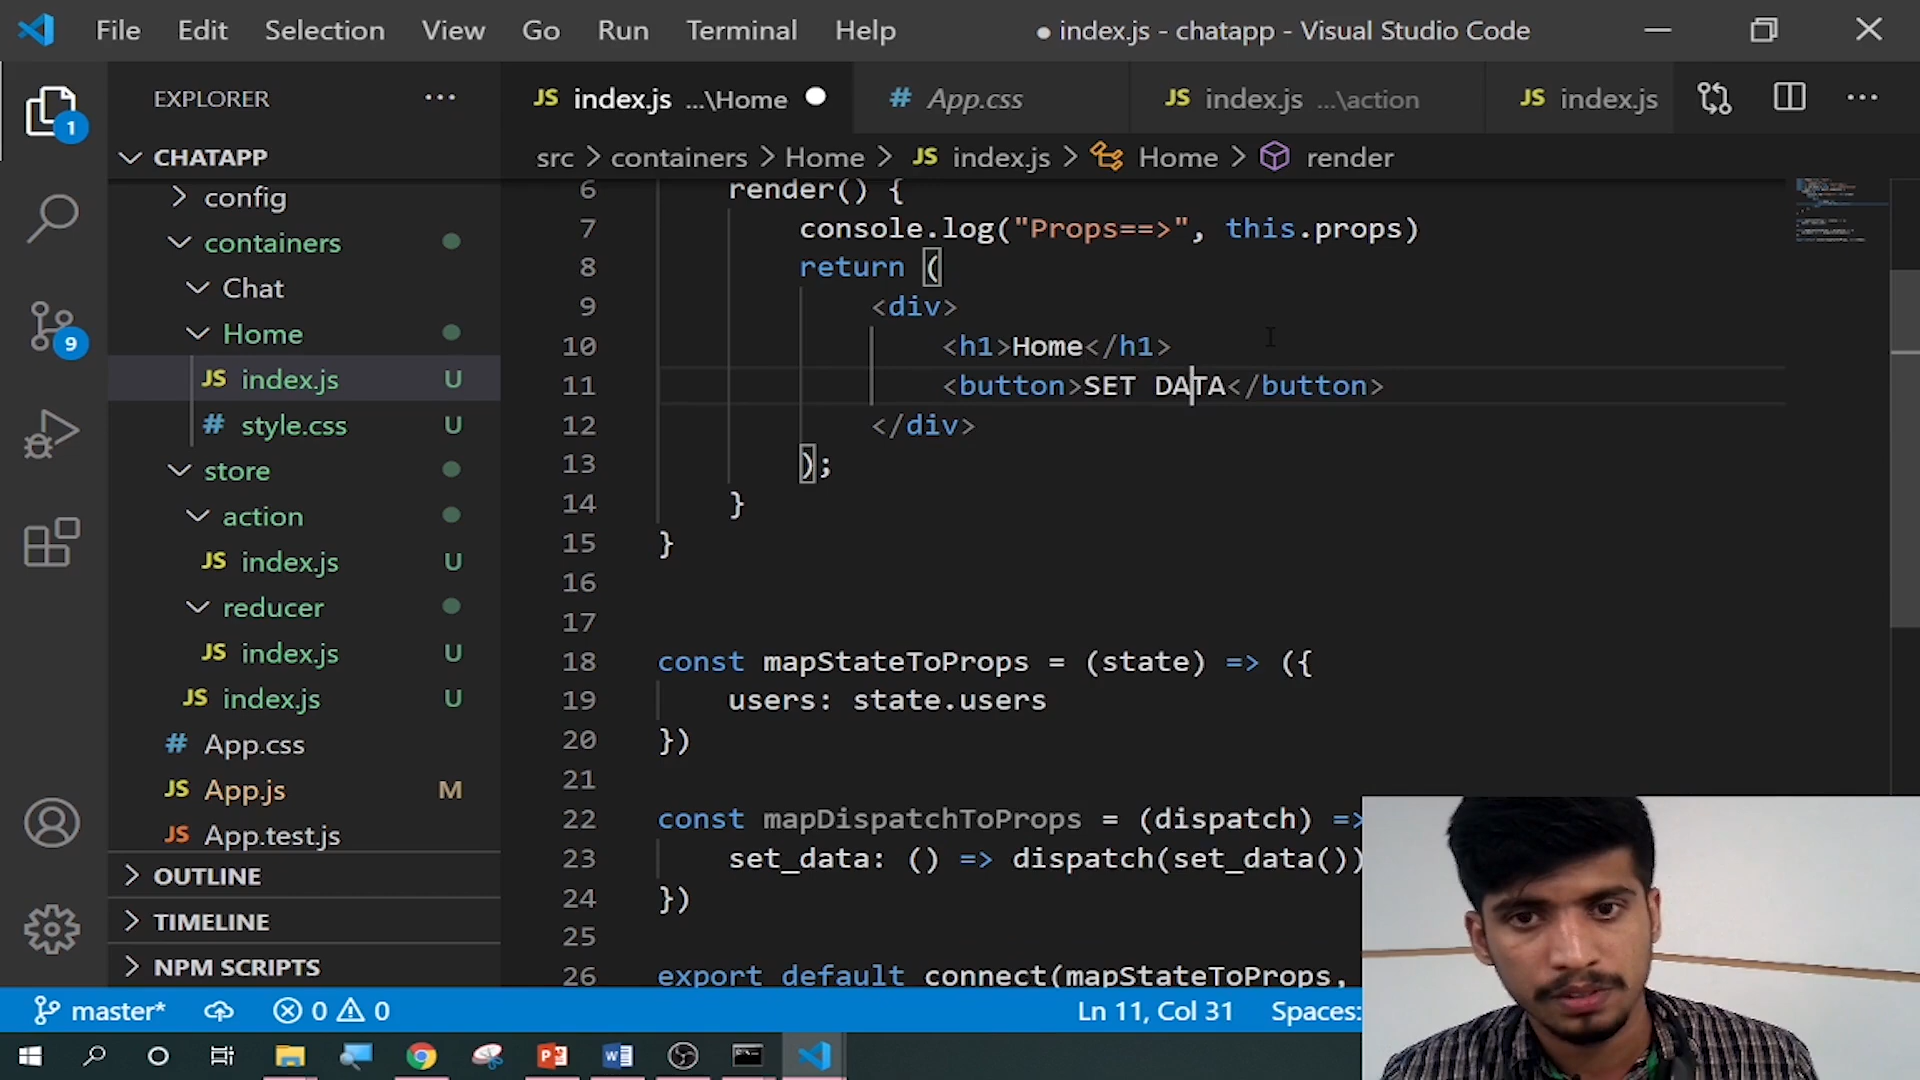 File Edit Selection View Go Run Terminal Help
● index.js - chatapp - Visual Studio Code
EXPLORER ···
JS index.js ...\Home
# App.css
JS index.js ...\action
JS index.js
1
CHATAPP
src > containers > Home > JS index.js > Home > render
config
containers
Chat
Home
JS index.js U
# style.css U
store
action
JS index.js U
reducer
JS index.js U
JS index.js U
# App.css
JS App.js M
JS App.test.js
OUTLINE
TIMELINE
NPM SCRIPTS
9
6 render() {
7 console.log("Props==>", this.props)
8 return (
9 <div>
10 <h1>Home</h1>
11 <button>SET DATA</button>
12 </div>
13 );
14 }
15 }
16
17
18 const mapStateToProps = (state) => ({
19 users: state.users
20 })
21
22 const mapDispatchToProps = (dispatch) =>
23 set_data: () => dispatch(set_data())
24 })
25
26 export default connect(mapStateToProps,
master* 0 0 Ln 11, Col 31 Spaces: